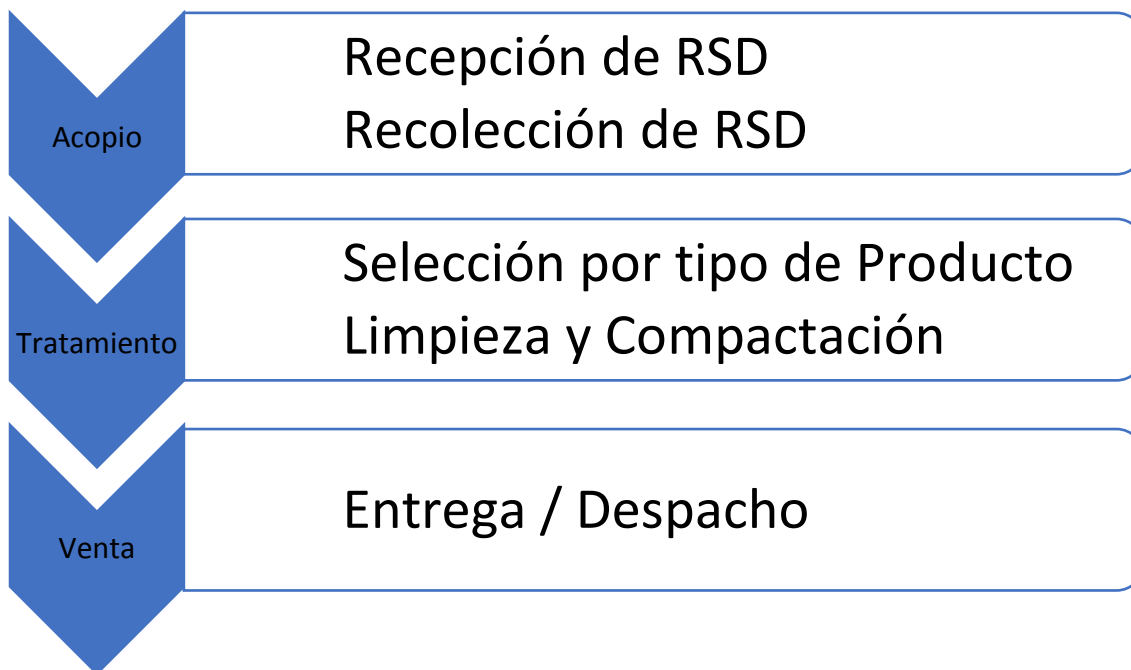 Acopio
Recepción de RSD
Recolección de RSD
Tratamiento
Selección por tipo de Producto
Limpieza y Compactación
Venta
Entrega / Despacho